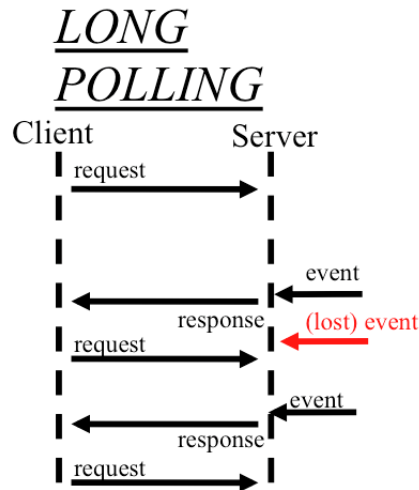 LONG
POLLING
Client Server
request
event
response
(lost) event
request
event
response
request